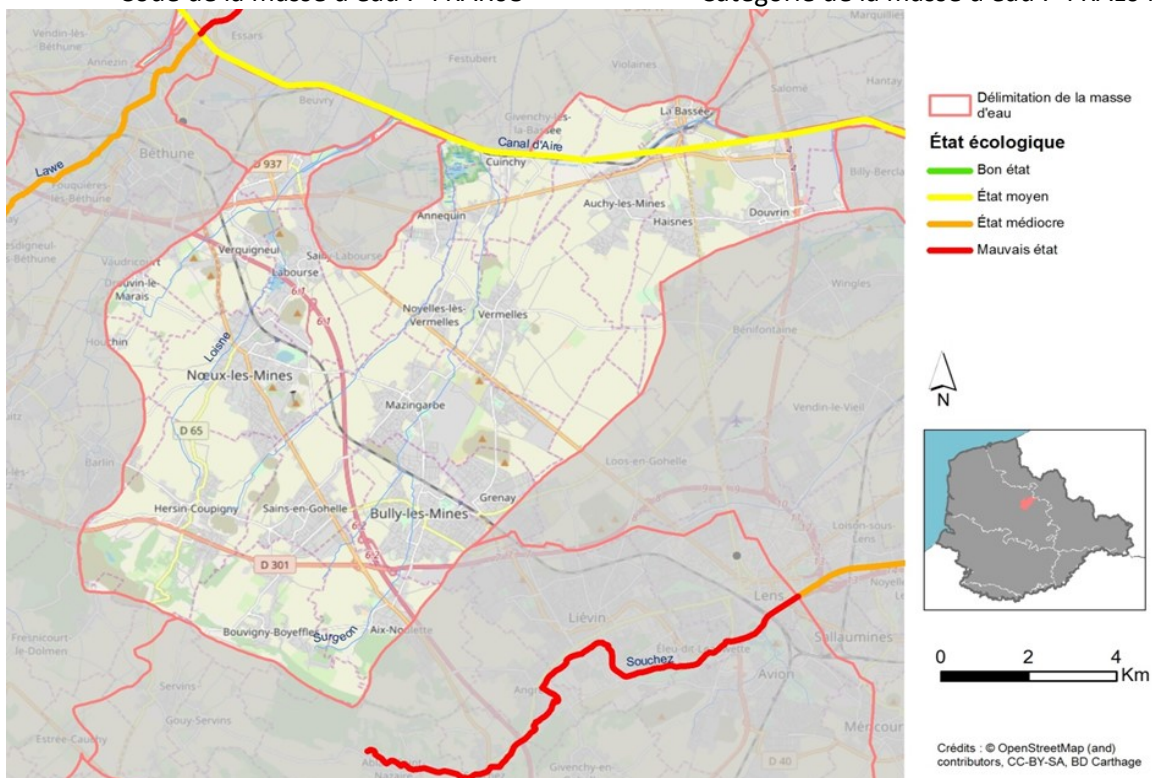 Code de la masse d'eau :
Catégorie de la masse d'eau :
Vendin-lès-
Béthune
Essars
Annezin
Festubert
Violaines
Marquillies
Salomé
Hantay
Beuvry
Givenchy-lès-
la-Bassée
La Bassée
Canal d'Aire
Cuinchy
Béthune
Lawe
D 937
Fouquières-
lès-Béthune
Billy-Berclau
Annequin
Auchy-les-Mines
Haisnes
Douvrin
Verquigneul
Sailly-Labourse
Vaudricourt
Labourse
Drouvin-le-
Marais
Wingles
Noyelles-lès-
Vermelles
Vermelles
Bénifontaine
Houchin
Loisne
Nœux-les-Mines
Mazingarbe
Vendin-le-Vieil
D 65
Barlin
Loos-en-Gohelle
Grenay
Hersin-Coupigny
Sains-en-Gohelle
Bully-les-Mines
Loison-sous-
Lens
D 301
Lens
Liévin
Bouvigny-Boyeffles
Surgeon
Aix-Noulette
Sallaumines
Fresnicourt
le-Dolmen
Souchez
Avion
Servins
Gouy-Servins
Estrée-Cauchy
Givenchy-en-
Délimitation de la masse
d'eau
État écologique
Bon état
État moyen
État médiocre
Mauvais état
N
0 2 4
Km
Crédits : © OpenStreetMap (and)
contributors, CC-BY-SA, BD Carthage